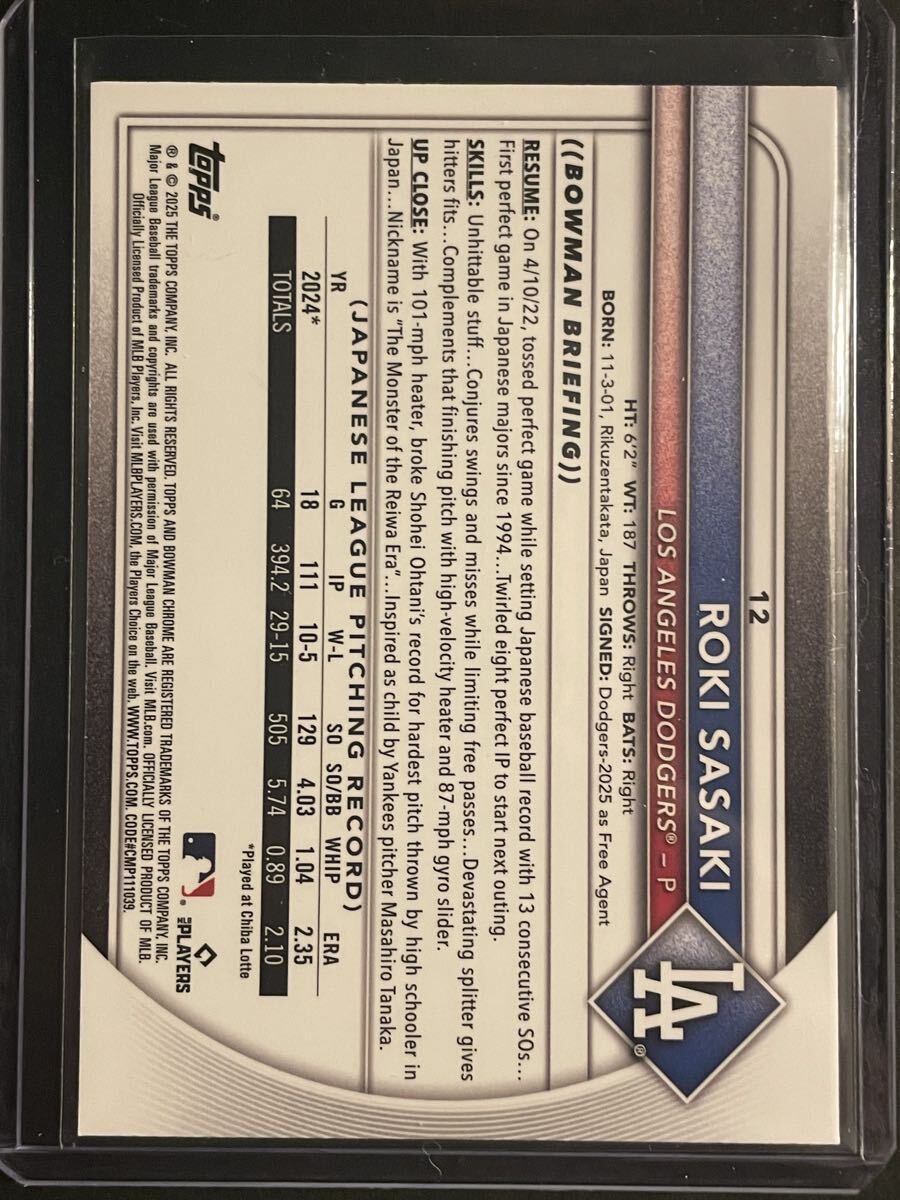 12
ROKI SASAKI
LOS ANGELES DODGERS® – P
LA®
HT: 6'2" WT: 187 THROWS: Right BATS: Right
BORN: 11-3-01, Rikuzentakata, Japan SIGNED: Dodgers-2025 as Free Agent
((BOWMAN BRIEFING))
RESUME: On 4/10/22, tossed perfect game while setting Japanese baseball record with 13 consecutive SOs...
First perfect game in Japanese majors since 1994...Twirled eight perfect IP to start next outing.
SKILLS: Unhittable stuff...Conjures swings and misses while limiting free passes...Devastating splitter gives
hitters fits...Complements that finishing pitch with high-velocity heater and 87-mph gyro slider.
UP CLOSE: With 101-mph heater, broke Shohei Ohtani's record for hardest pitch thrown by high schooler in
Japan...Nickname is "The Monster of the Reiwa Era"...Inspired as child by Yankees pitcher Masahiro Tanaka.
(JAPANESE LEAGUE PITCHING RECORD)
YR G IP W-L SO SO/BB WHIP ERA
2024* 18 111 10-5 129 4.03 1.04 2.35
TOTALS 64 394.2 29-15 505 5.74 0.89 2.10
*Played at Chiba Lotte
topps®
MLB PLAYERS
® & © 2025 THE TOPPS COMPANY, INC. ALL RIGHTS RESERVED. TOPPS AND BOWMAN CHROME ARE REGISTERED TRADEMARKS OF THE TOPPS COMPANY, INC.
Major League Baseball trademarks and copyrights are used with permission of Major League Baseball. Visit MLB.com. OFFICIALLY LICENSED PRODUCT OF MLB.
Officially Licensed Product of MLB Players, Inc. Visit MLBPLAYERS.COM, the Players Choice on the web. WWW.TOPPS.COM. CODE#CMP111039.